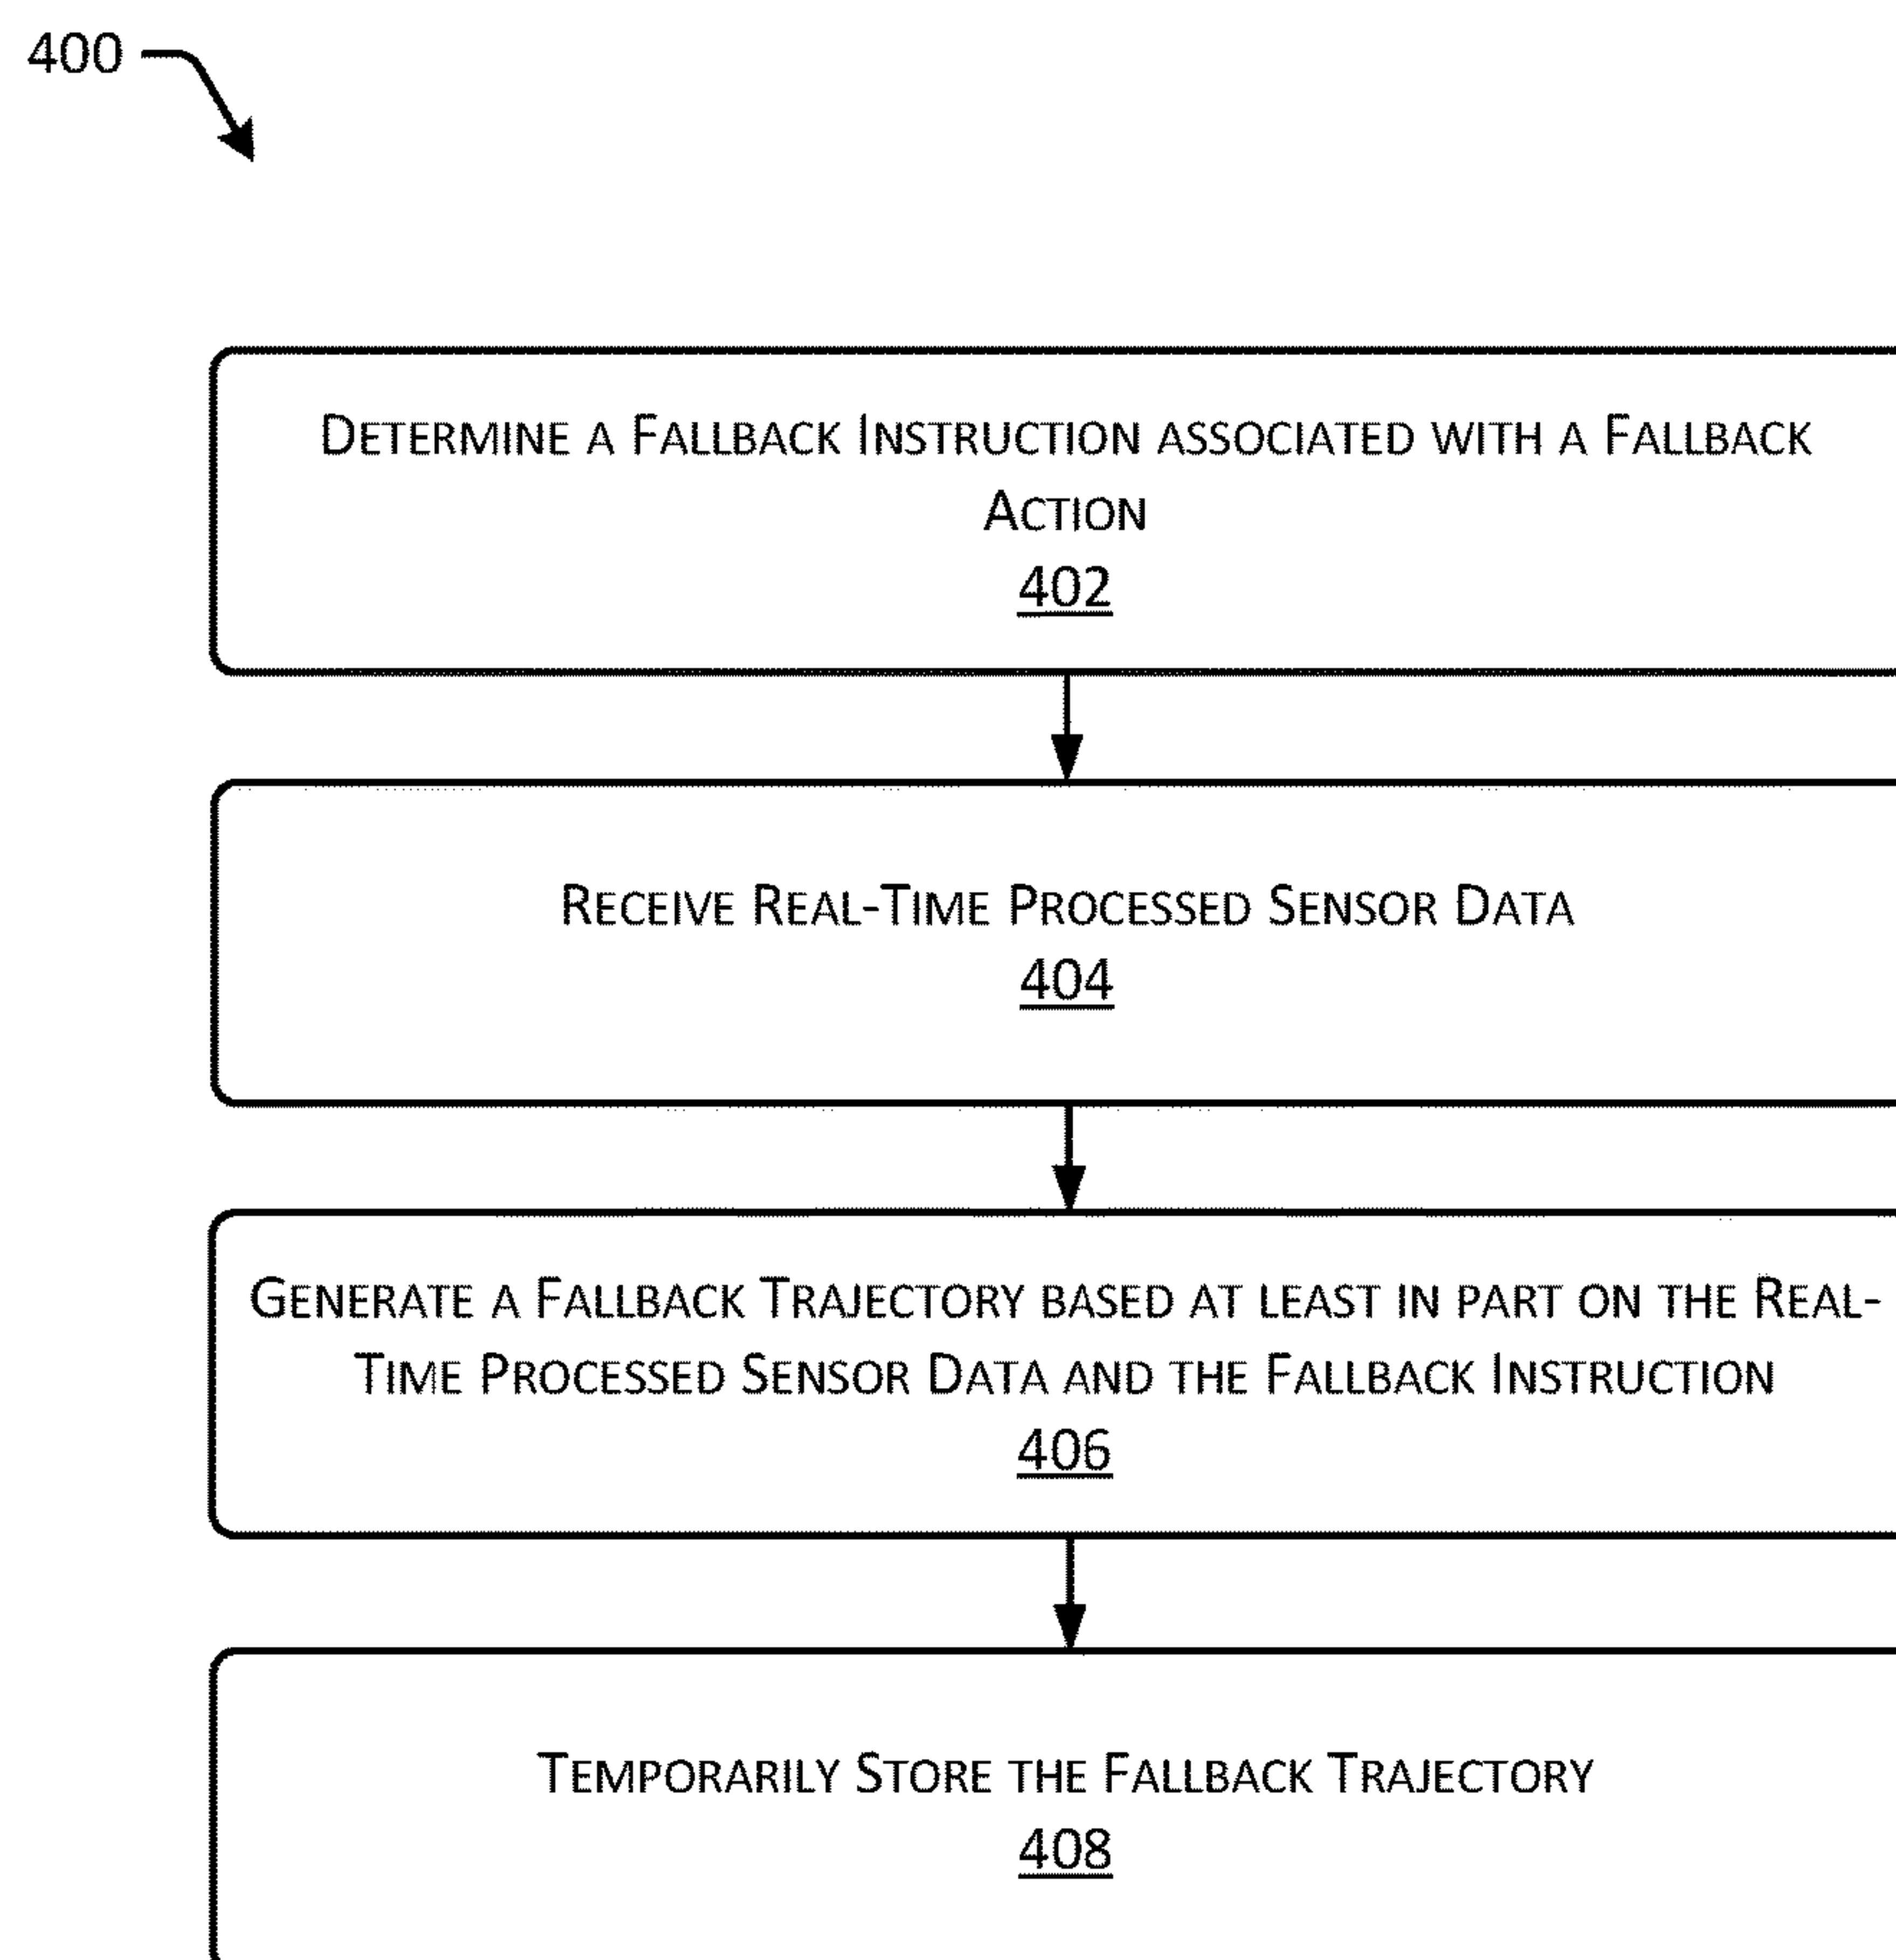 400
Determine a Fallback Instruction associated with a Fallback
Action
402
Receive Real-Time Processed Sensor Data
404
Generate a Fallback Trajectory based at least in part on the Real-
Time Processed Sensor Data and the Fallback Instruction
406
Temporarily Store the Fallback Trajectory
408